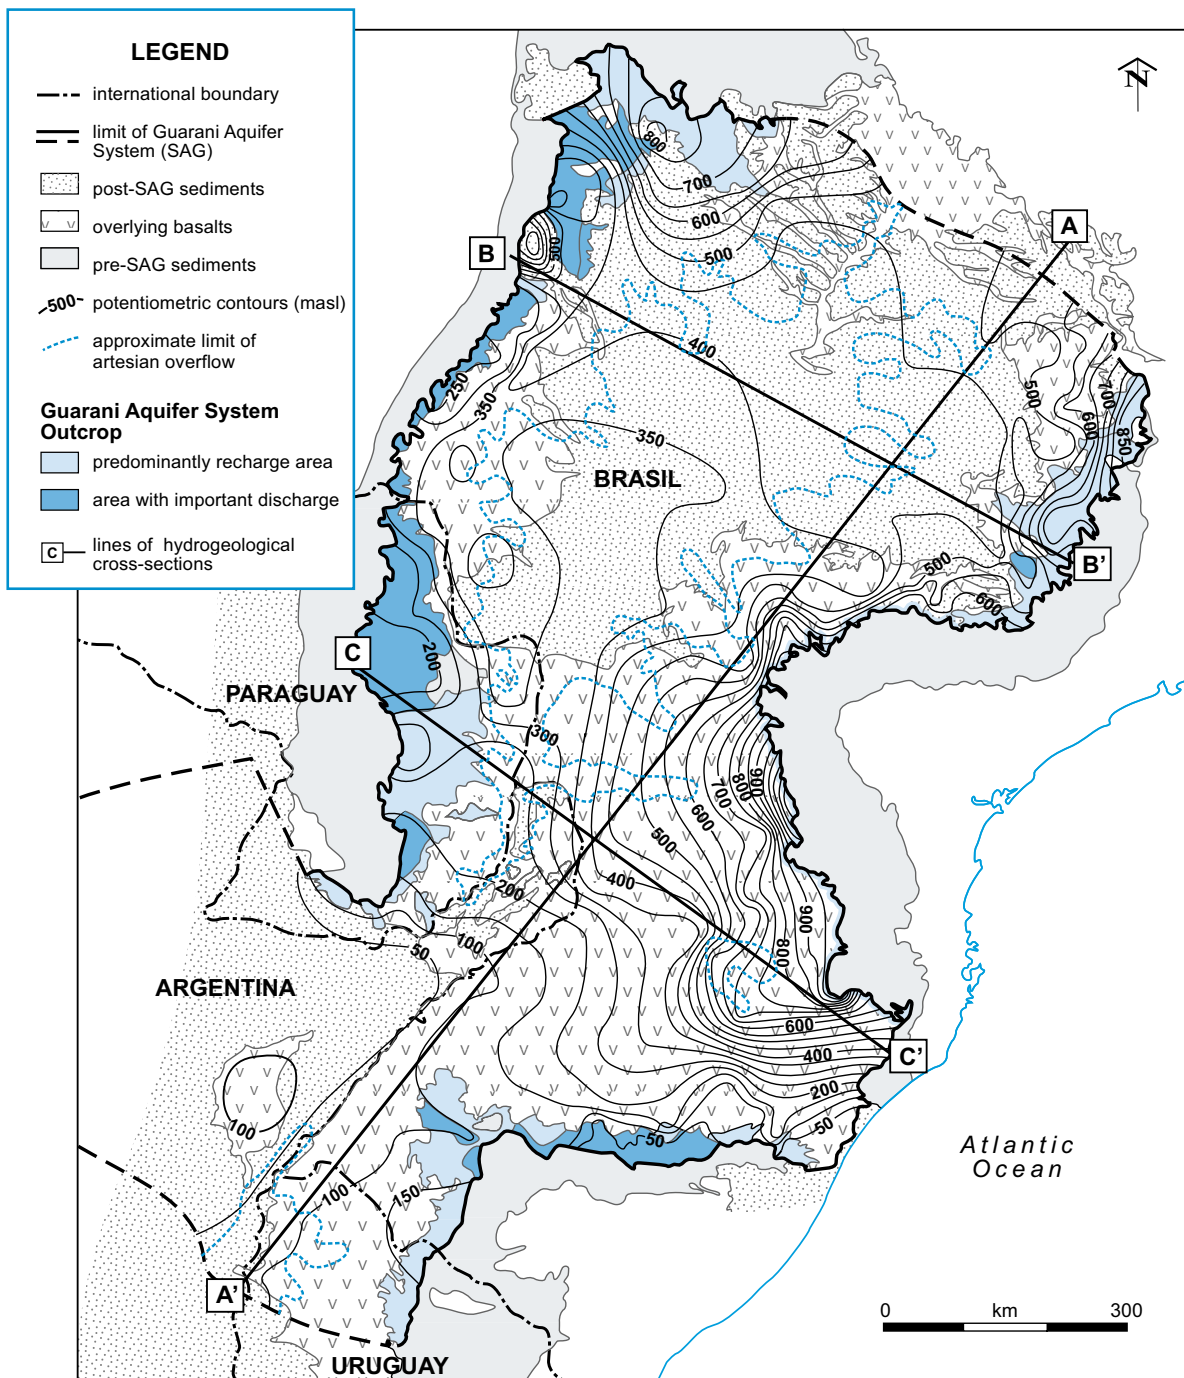 LEGEND
international boundary
limit of Guarani Aquifer
System (SAG)
post-SAG sediments
overlying basalts
pre-SAG sediments
-500-
potentiometric contours (masl)
approximate limit of
artesian overflow
Guarani Aquifer System
Outcrop
predominantly recharge area
area with important discharge
C
lines of hydrogeological
cross-sections
N
800
700
600
500
A
B
500
400
250
350
350
500
700
600
850
BRASIL
500
600
B'
C
200
PARAGUAY
300
900
800
700
600
500
400
200
900
100
50
800
ARGENTINA
600
400
C'
200
50
100
50
Atlantic
Ocean
100
150
A'
0
km
300
URUGUAY